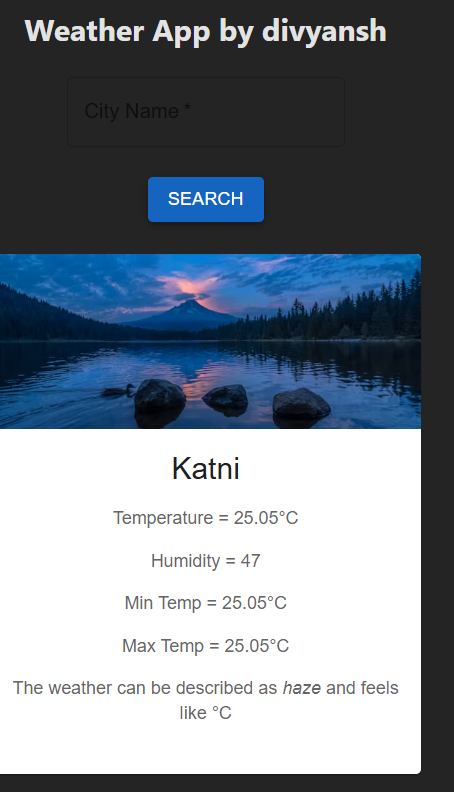 Weather App by divyansh
City Name *
SEARCH
Katni
Temperature = 25.05°C
Humidity = 47
Min Temp = 25.05°C
Max Temp = 25.05°C
The weather can be described as haze and feels
like °C